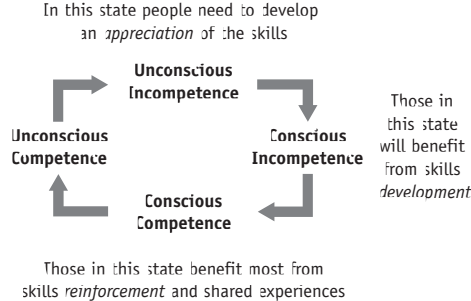 In this state people need to develop
an appreciation of the skills
Unconscious
Incompetence
Those in
this state
will benefit
from skills
development
Unconscious
Competence
Conscious
Incompetence
Conscious
Competence
Those in this state benefit most from
skills reinforcement and shared experiences